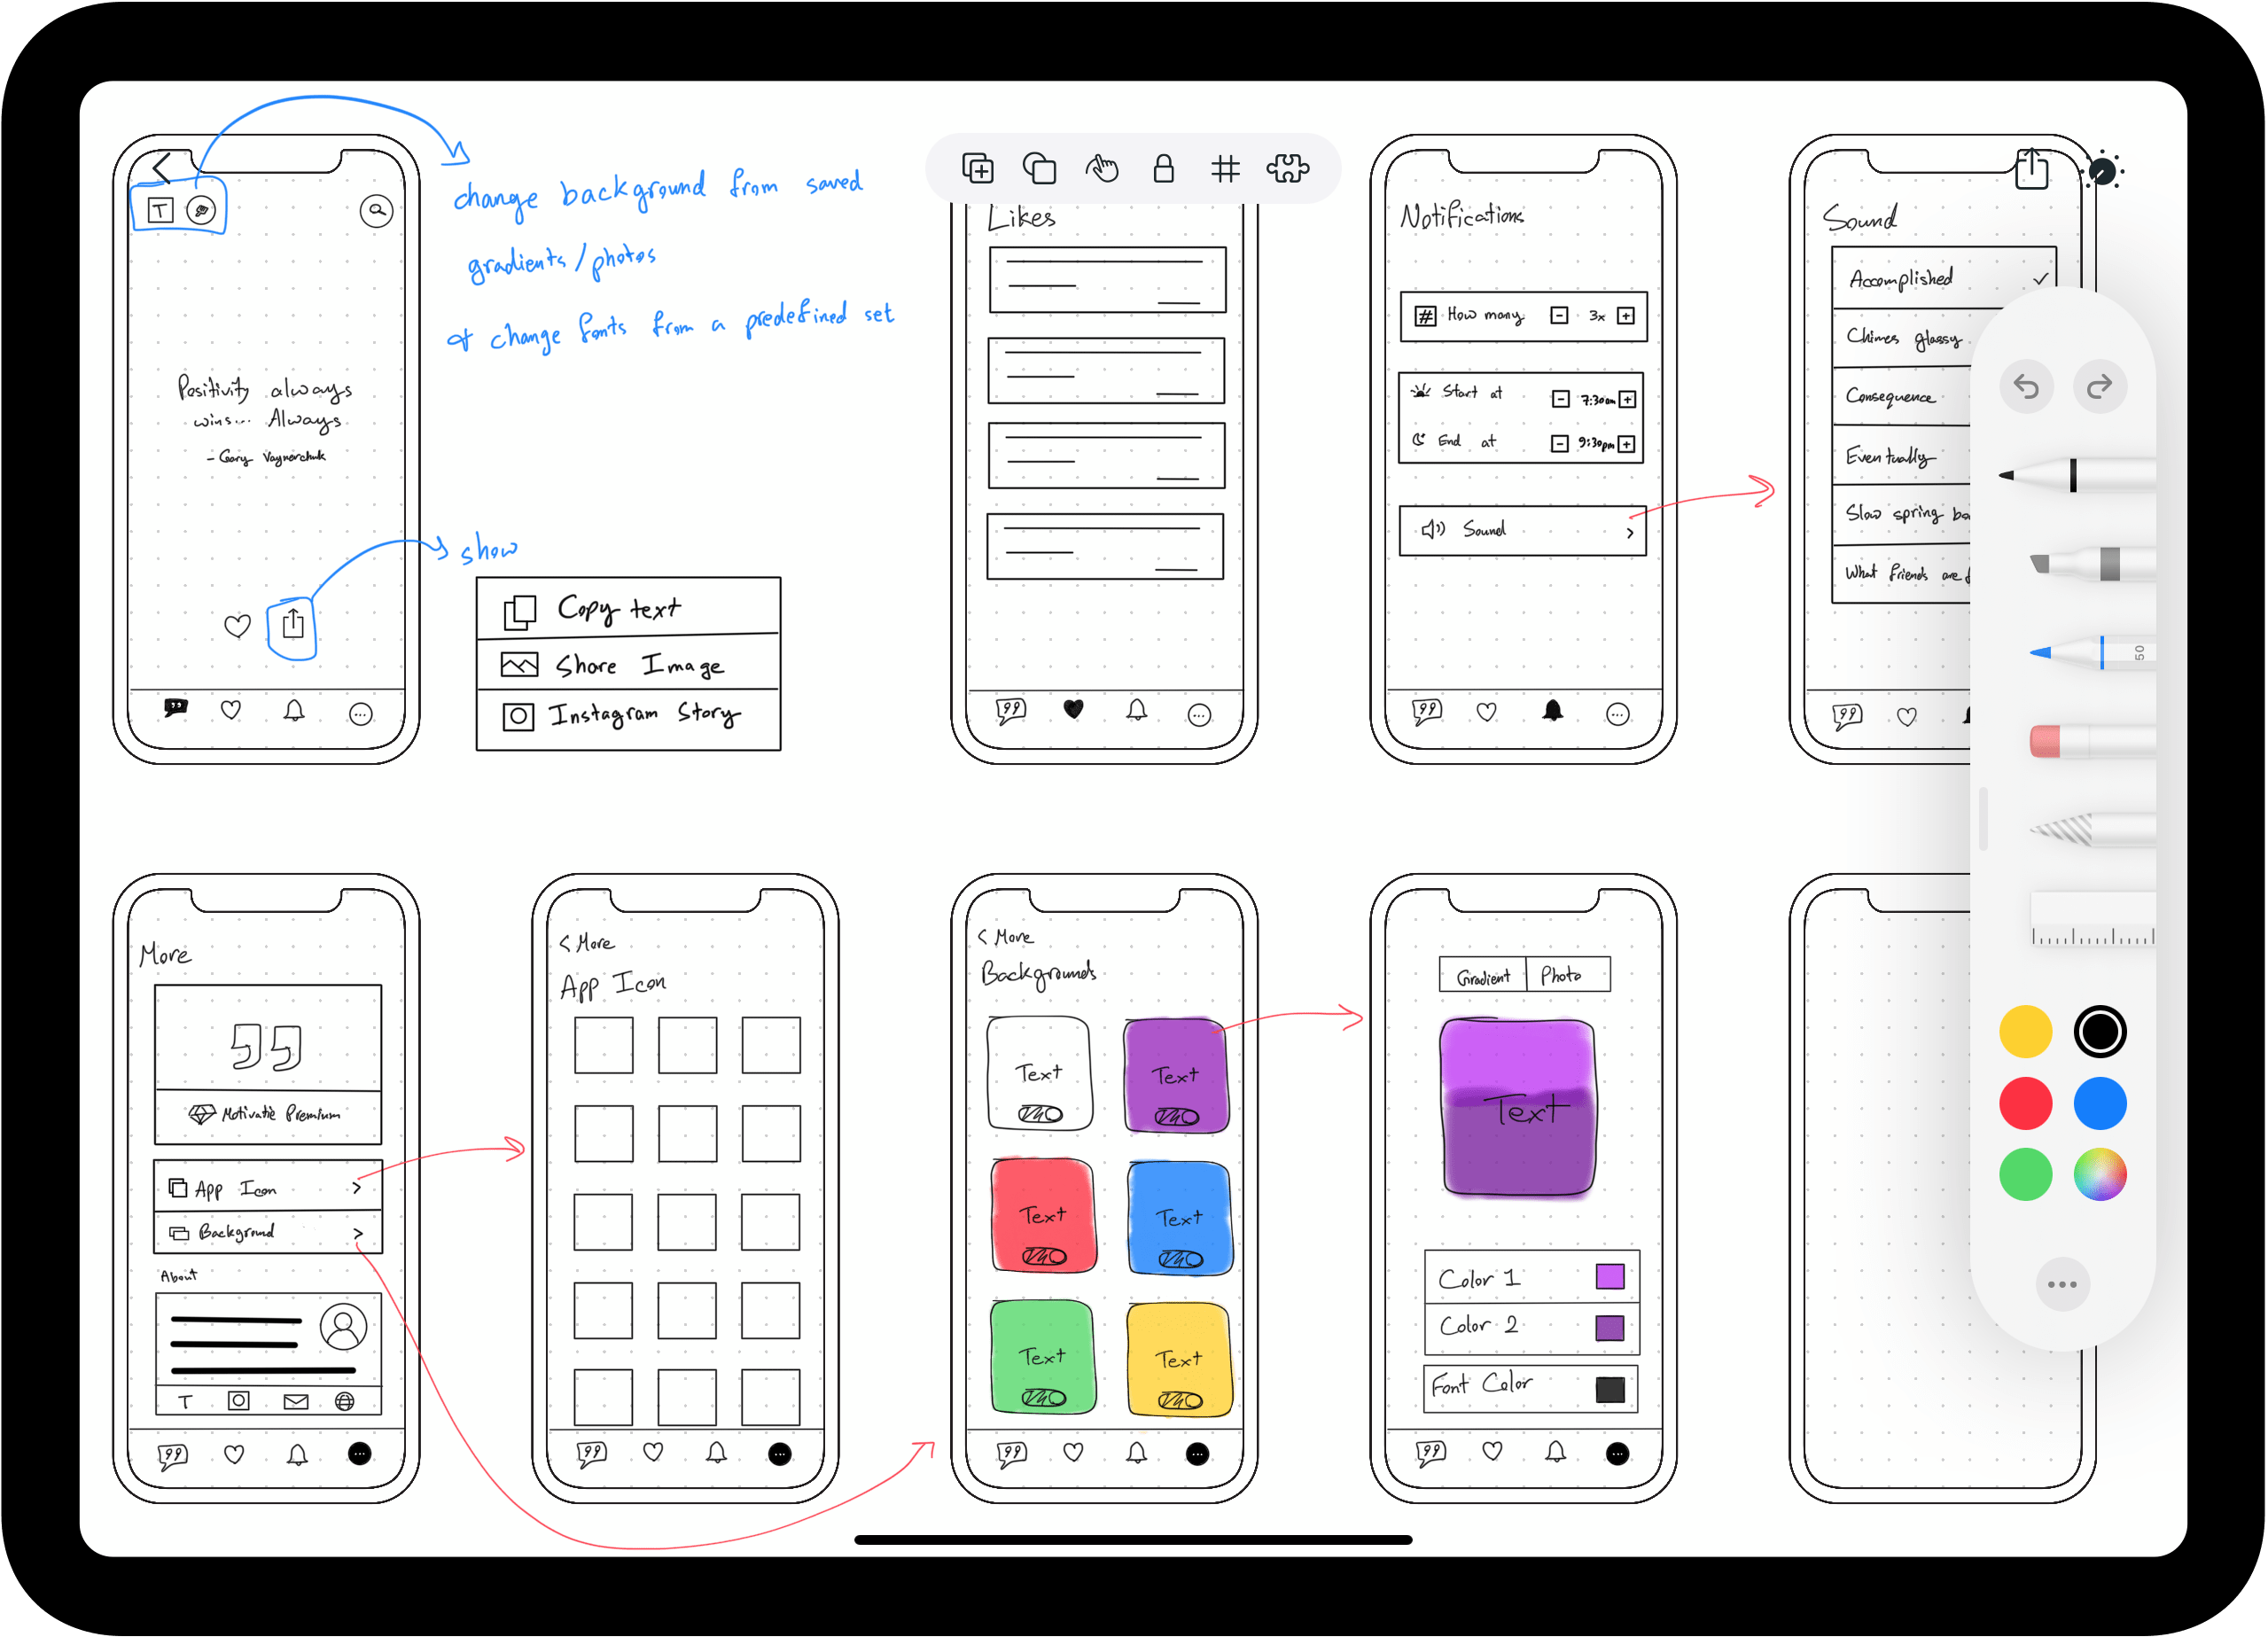 T
change background from saved
gradients/photos
& change fonts from a predefined set
Positivity always
wins... Always
- Gary Vaynerchuk
show
Copy text
Share Image
Instagram Story
Likes
Notifications
# How many - 3x +
Start at - 7:30am +
End at - 9:30pm +
Sound
Sound
Accomplished
Chimes glassy
Consequence
Eventually
Slow spring
What friends are
50
More
Motivatie Premium
App Icon
Background
About
T
< More
App Icon
< More
Backgrounds
Text
Text
Text
Text
Text
Text
Gradient Photo
Text
Color 1
Color 2
Font Color